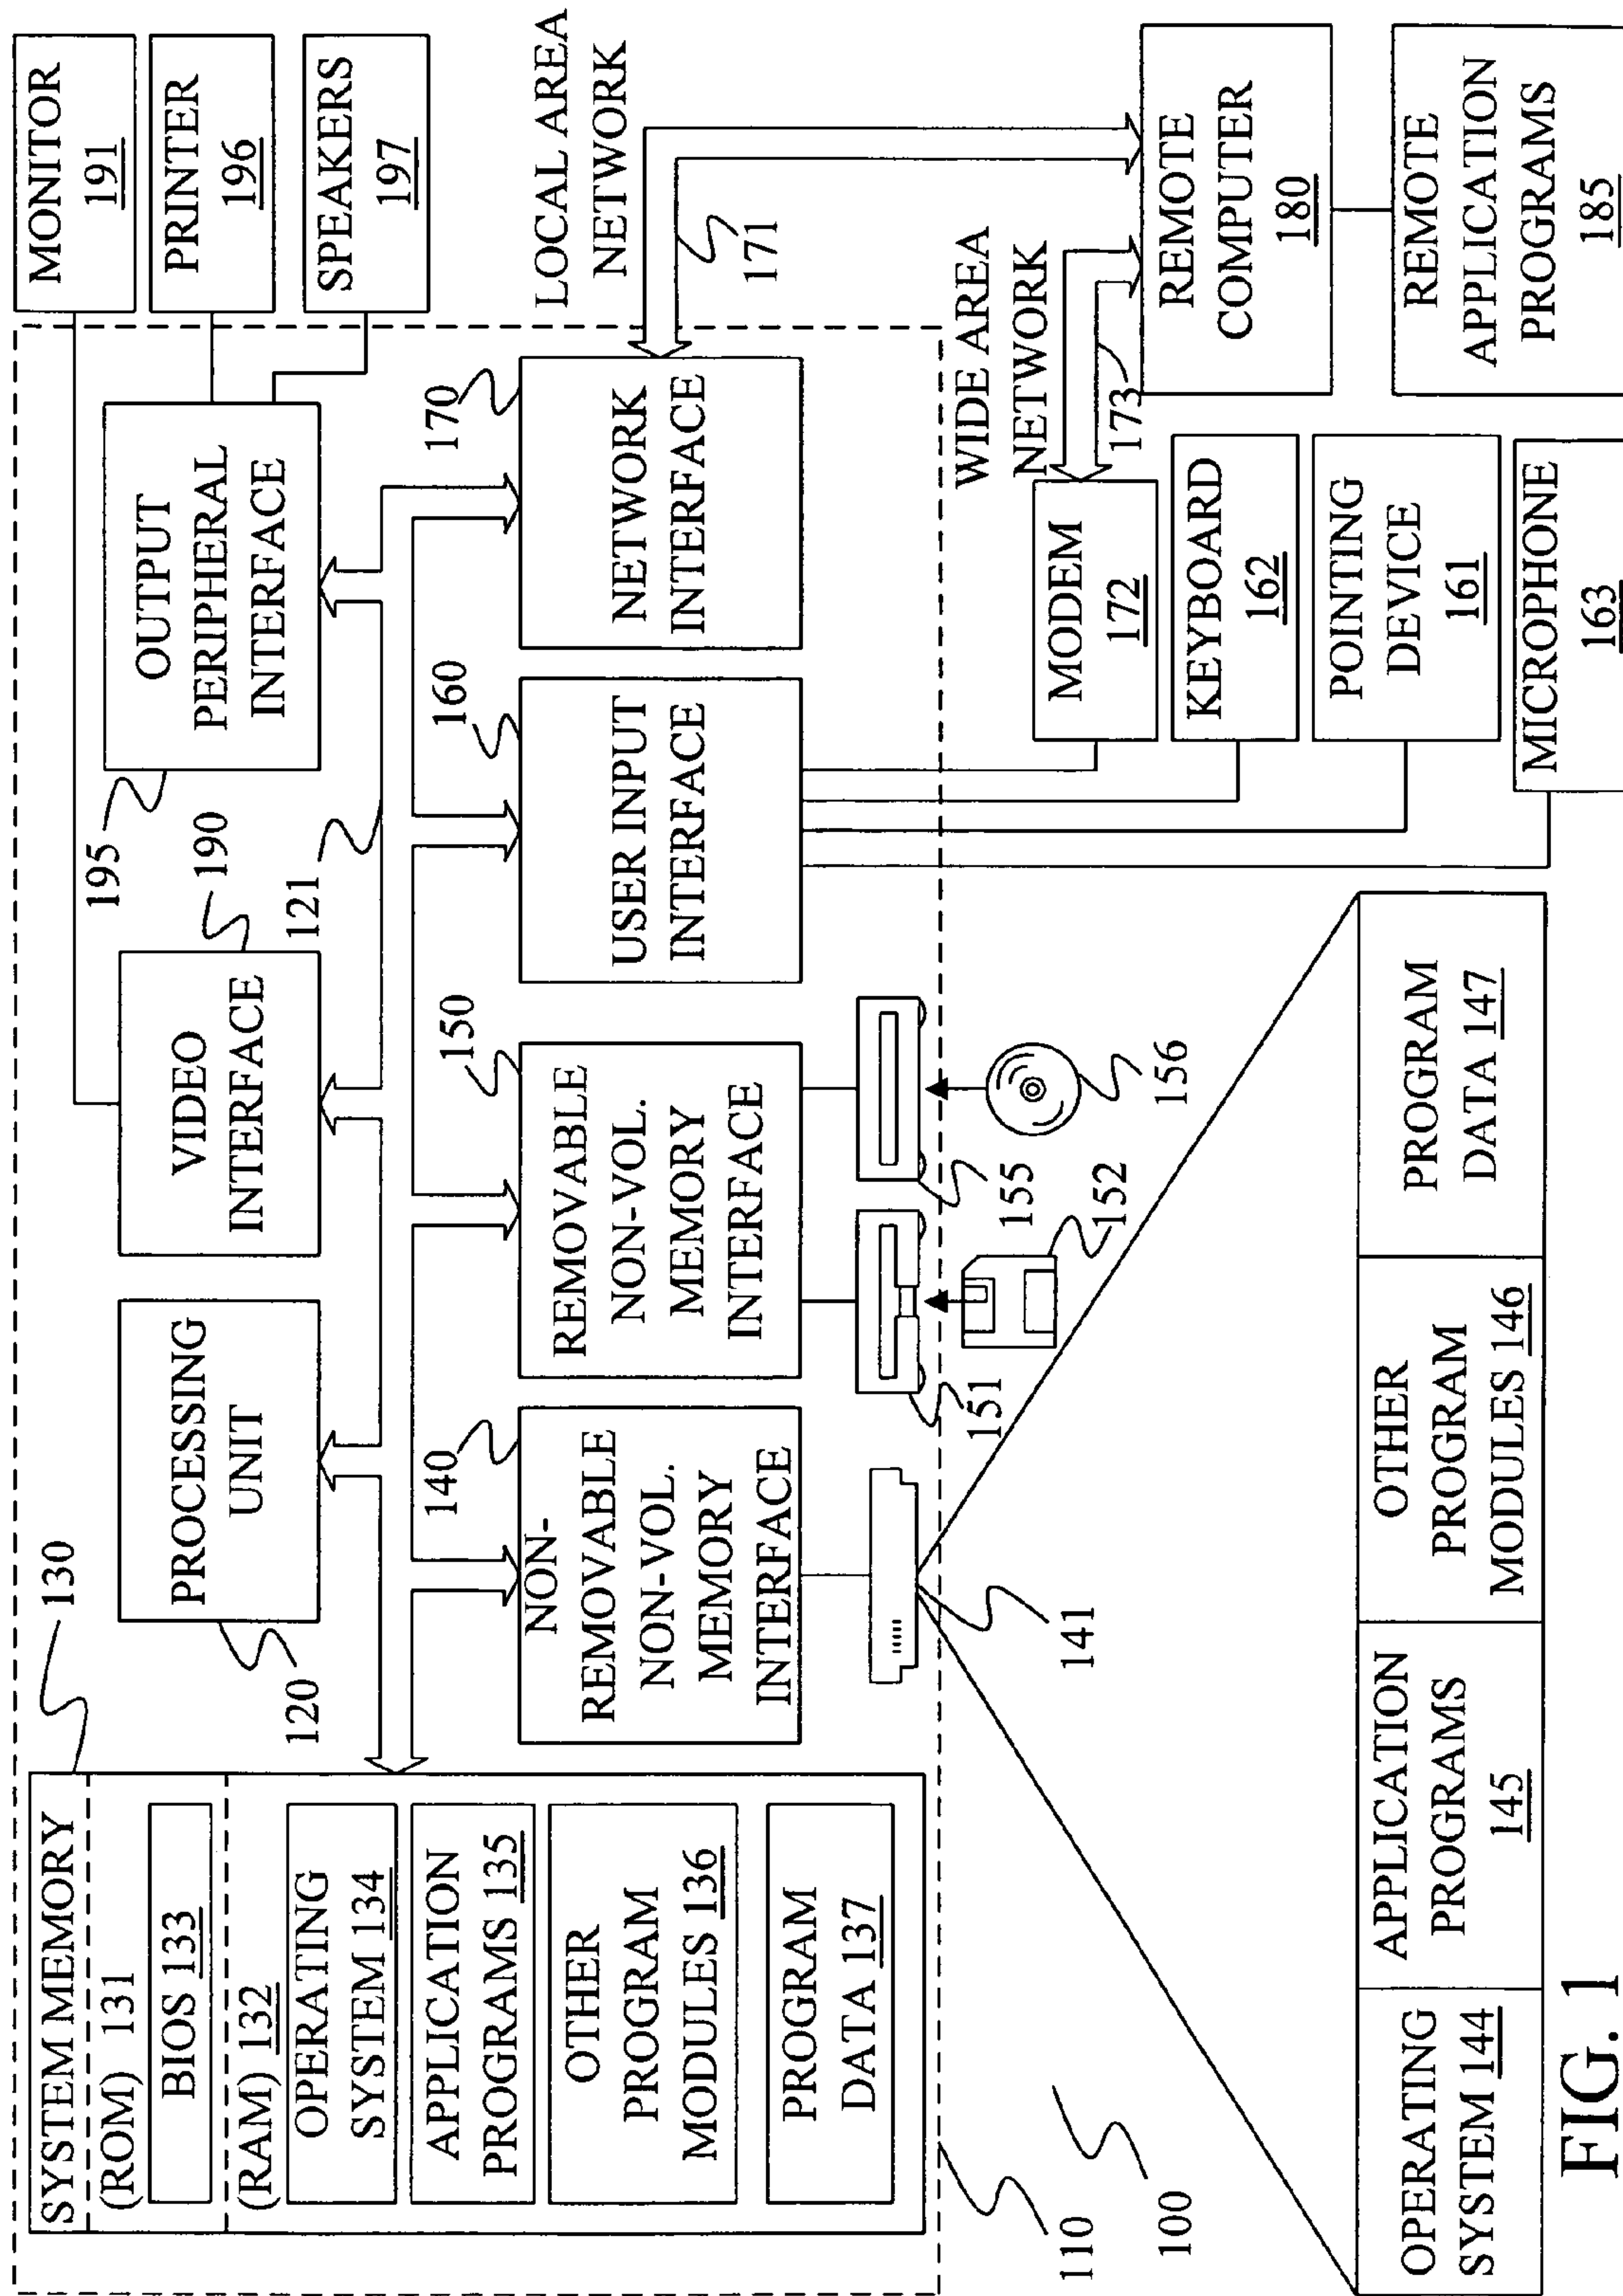 SYSTEM MEMORY
(ROM) 131
BIOS 133
(RAM) 132
OPERATING
SYSTEM 134
APPLICATION
PROGRAMS 135
OTHER
PROGRAM
MODULES 136
PROGRAM
DATA 137
130
PROCESSING
UNIT
120
VIDEO
INTERFACE
190
OUTPUT
PERIPHERAL
INTERFACE
195
121
MONITOR
191
PRINTER
196
SPEAKERS
197
NON-
REMOVABLE
NON-VOL.
MEMORY
INTERFACE
140
REMOVABLE
NON-VOL.
MEMORY
INTERFACE
150
USER INPUT
INTERFACE
160
NETWORK
INTERFACE
170
LOCAL AREA
NETWORK
171
141
151
152
155
156
WIDE AREA
NETWORK
173
MODEM
172
KEYBOARD
162
POINTING
DEVICE
161
MICROPHONE
163
REMOTE
COMPUTER
180
REMOTE
APPLICATION
PROGRAMS
185
110
100
OPERATING
SYSTEM 144
APPLICATION
PROGRAMS
145
OTHER
PROGRAM
MODULES 146
PROGRAM
DATA 147
FIG. 1